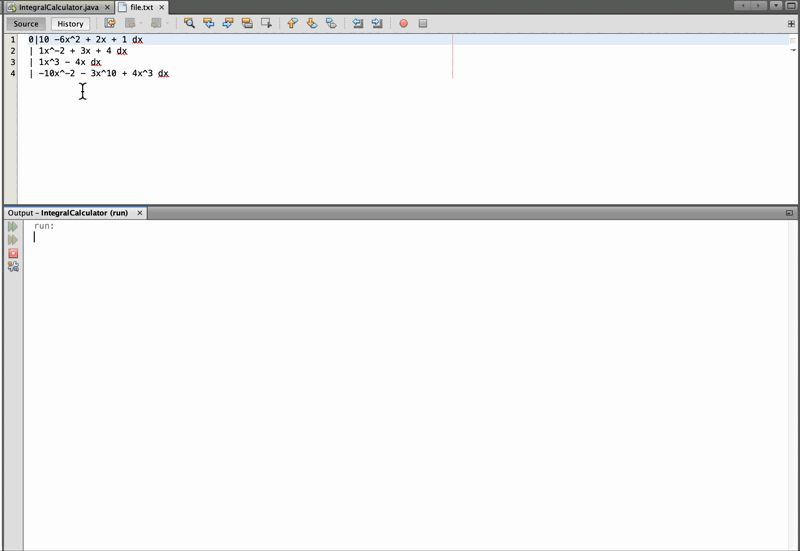 IntegralCalculator.java
file.txt
Source History
1 0|10 -6x^2 + 2x + 1 dx
2 | 1x^-2 + 3x + 4 dx
3 | 1x^3 - 4x dx
4 | -10x^-2 - 3x^10 + 4x^3 dx
Output - IntegralCalculator (run)
run: